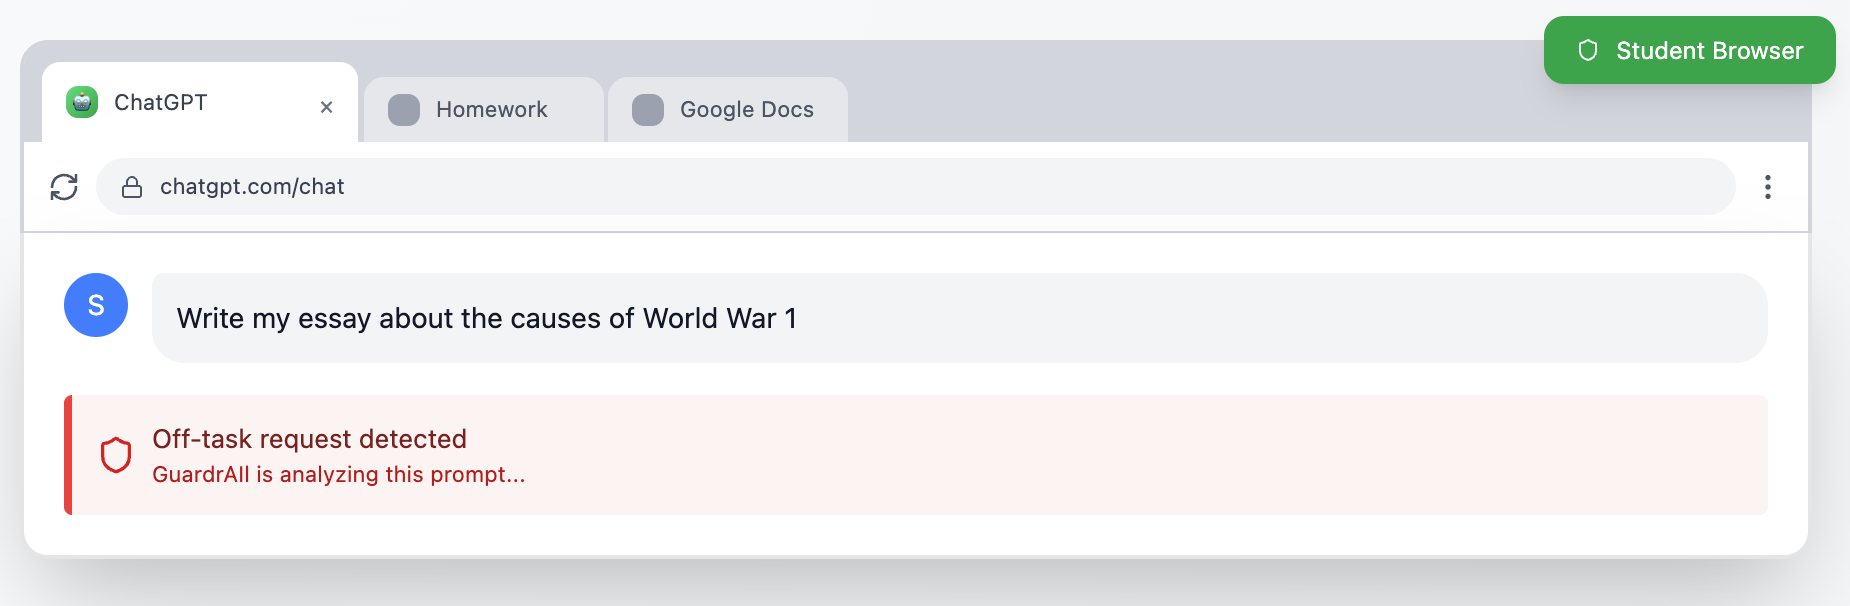 Student Browser
ChatGPT ×
Homework
Google Docs
chatgpt.com/chat
S
Write my essay about the causes of World War 1
Off-task request detected
GuardrAIl is analyzing this prompt...